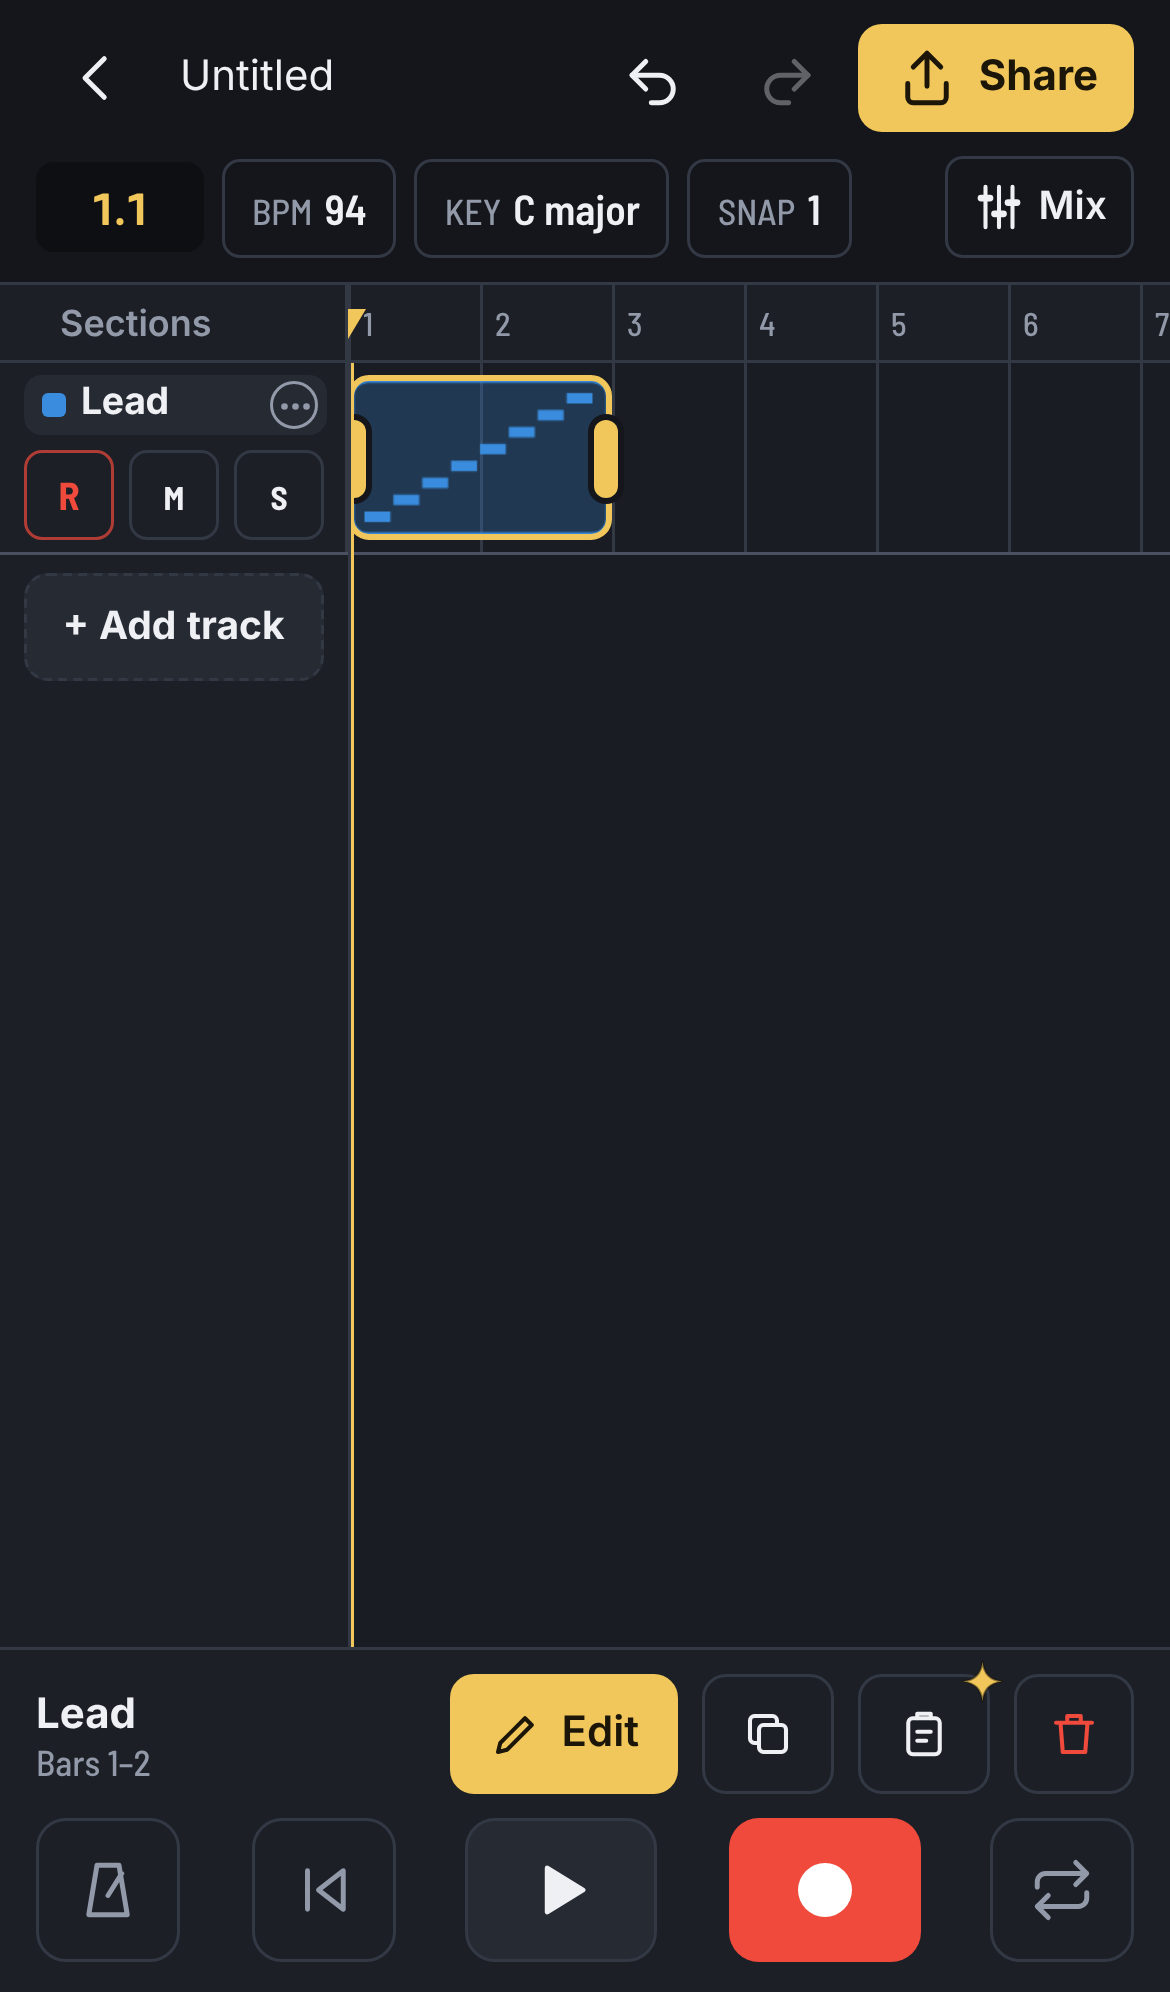 Untitled
Share
1.1
BPM 94
KEY C major
SNAP 1
Mix
Sections
1
2
3
4
5
6
7
Lead
R
M
S
+ Add track
Lead
Bars 1–2
Edit